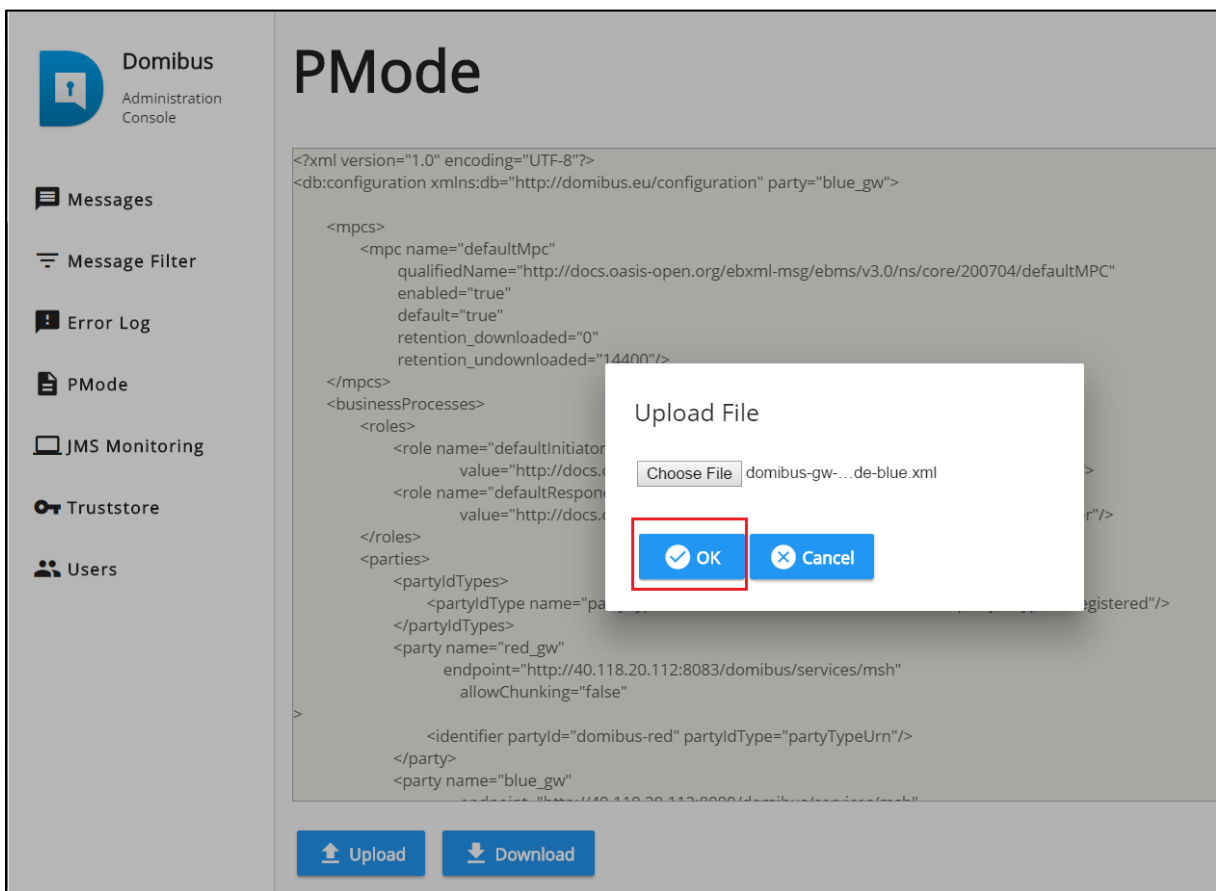 Domibus
Administration
Console
Messages
Message Filter
Error Log
PMode
JMS Monitoring
Truststore
Users
PMode
<?xml version="1.0" encoding="UTF-8"?>
<db:configuration xmlns:db="http://domibus.eu/configuration" party="blue_gw">
<mpcs>
<mpc name="defaultMpc"
qualifiedName="http://docs.oasis-open.org/ebxml-msg/ebms/v3.0/ns/core/200704/defaultMPC"
enabled="true"
default="true"
retention_downloaded="0"
retention_undownloaded="14400"/>
</mpcs>
<businessProcesses>
<roles>
<role name="defaultInitiator
value="http://docs.
<role name="defaultRespon
value="http://docs. r"/>
</roles>
<parties>
<partyIdTypes>
<partyIdType name="pa egistered"/>
</partyIdTypes>
<party name="red_gw"
endpoint="http://40.118.20.112:8083/domibus/services/msh"
allowChunking="false"
>
<identifier partyId="domibus-red" partyIdType="partyTypeUrn"/>
</party>
<party name="blue_gw"
Upload File
Choose File domibus-gw-...de-blue.xml
OK Cancel
Upload Download